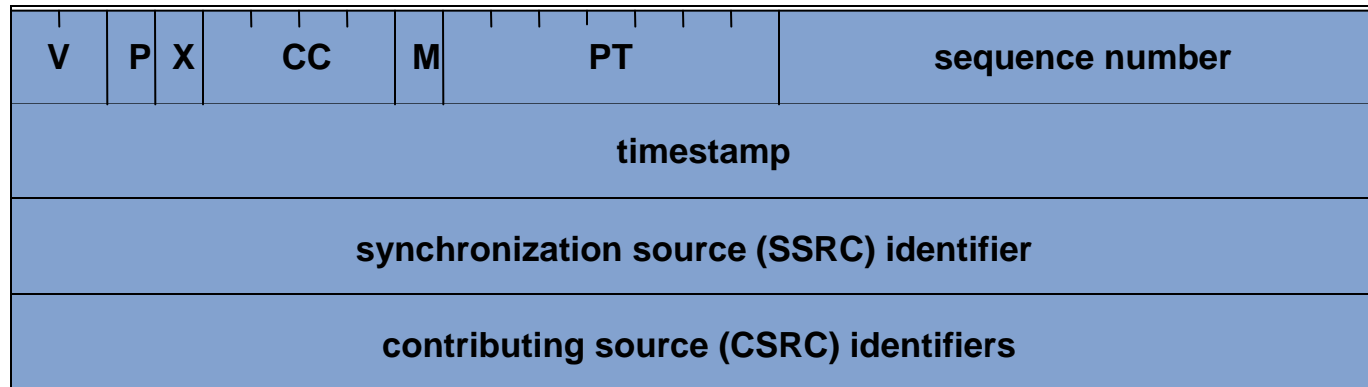 V P X CC M PT sequence number
timestamp
synchronization source (SSRC) identifier
contributing source (CSRC) identifiers